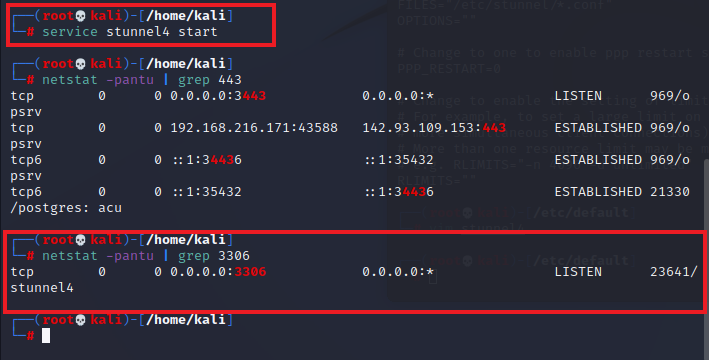 ┌──(root💀kali)-[/home/kali]
└─# service stunnel4 start
┌──(root💀kali)-[/home/kali]
└─# netstat -pantu | grep 443
tcp        0      0 0.0.0.0:3443            0.0.0.0:*               LISTEN      969/o
psrv
tcp        0      0 192.168.216.171:43588   142.93.109.153:443      ESTABLISHED 969/o
psrv
tcp6       0      0 ::1:34436               ::1:35432               ESTABLISHED 969/o
psrv
tcp6       0      0 ::1:35432               ::1:34436               ESTABLISHED 21330
/postgres: acu
┌──(root💀kali)-[/home/kali]
└─# netstat -pantu | grep 3306
tcp        0      0 0.0.0.0:3306            0.0.0.0:*               LISTEN      23641/
stunnel4
┌──(root💀kali)-[/home/kali]
└─#
FILES="/etc/stunnel/*.conf"
OPTIONS=""
# Change to one to enable ppp restart
PPP_RESTART=0
RLIMITS=""
/etc/default
/etc/default